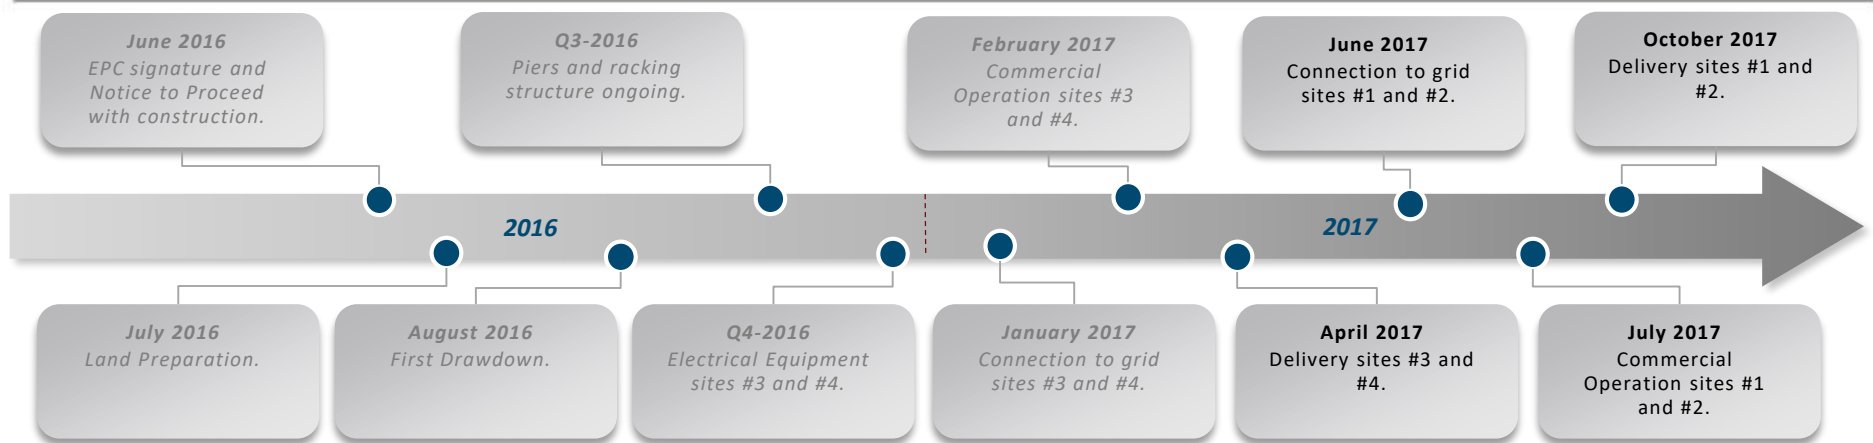 June 2016
EPC signature and
Notice to Proceed
with construction.
Q3-2016
Piers and racking
structure ongoing.
February 2017
Commercial
Operation sites #3
and #4.
June 2017
Connection to grid
sites #1 and #2.
October 2017
Delivery sites #1 and
#2.
2016
2017
July 2016
Land Preparation.
August 2016
First Drawdown.
Q4-2016
Electrical Equipment
sites #3 and #4.
January 2017
Connection to grid
sites #3 and #4.
April 2017
Delivery sites #3 and
#4.
July 2017
Commercial
Operation sites #1
and #2.